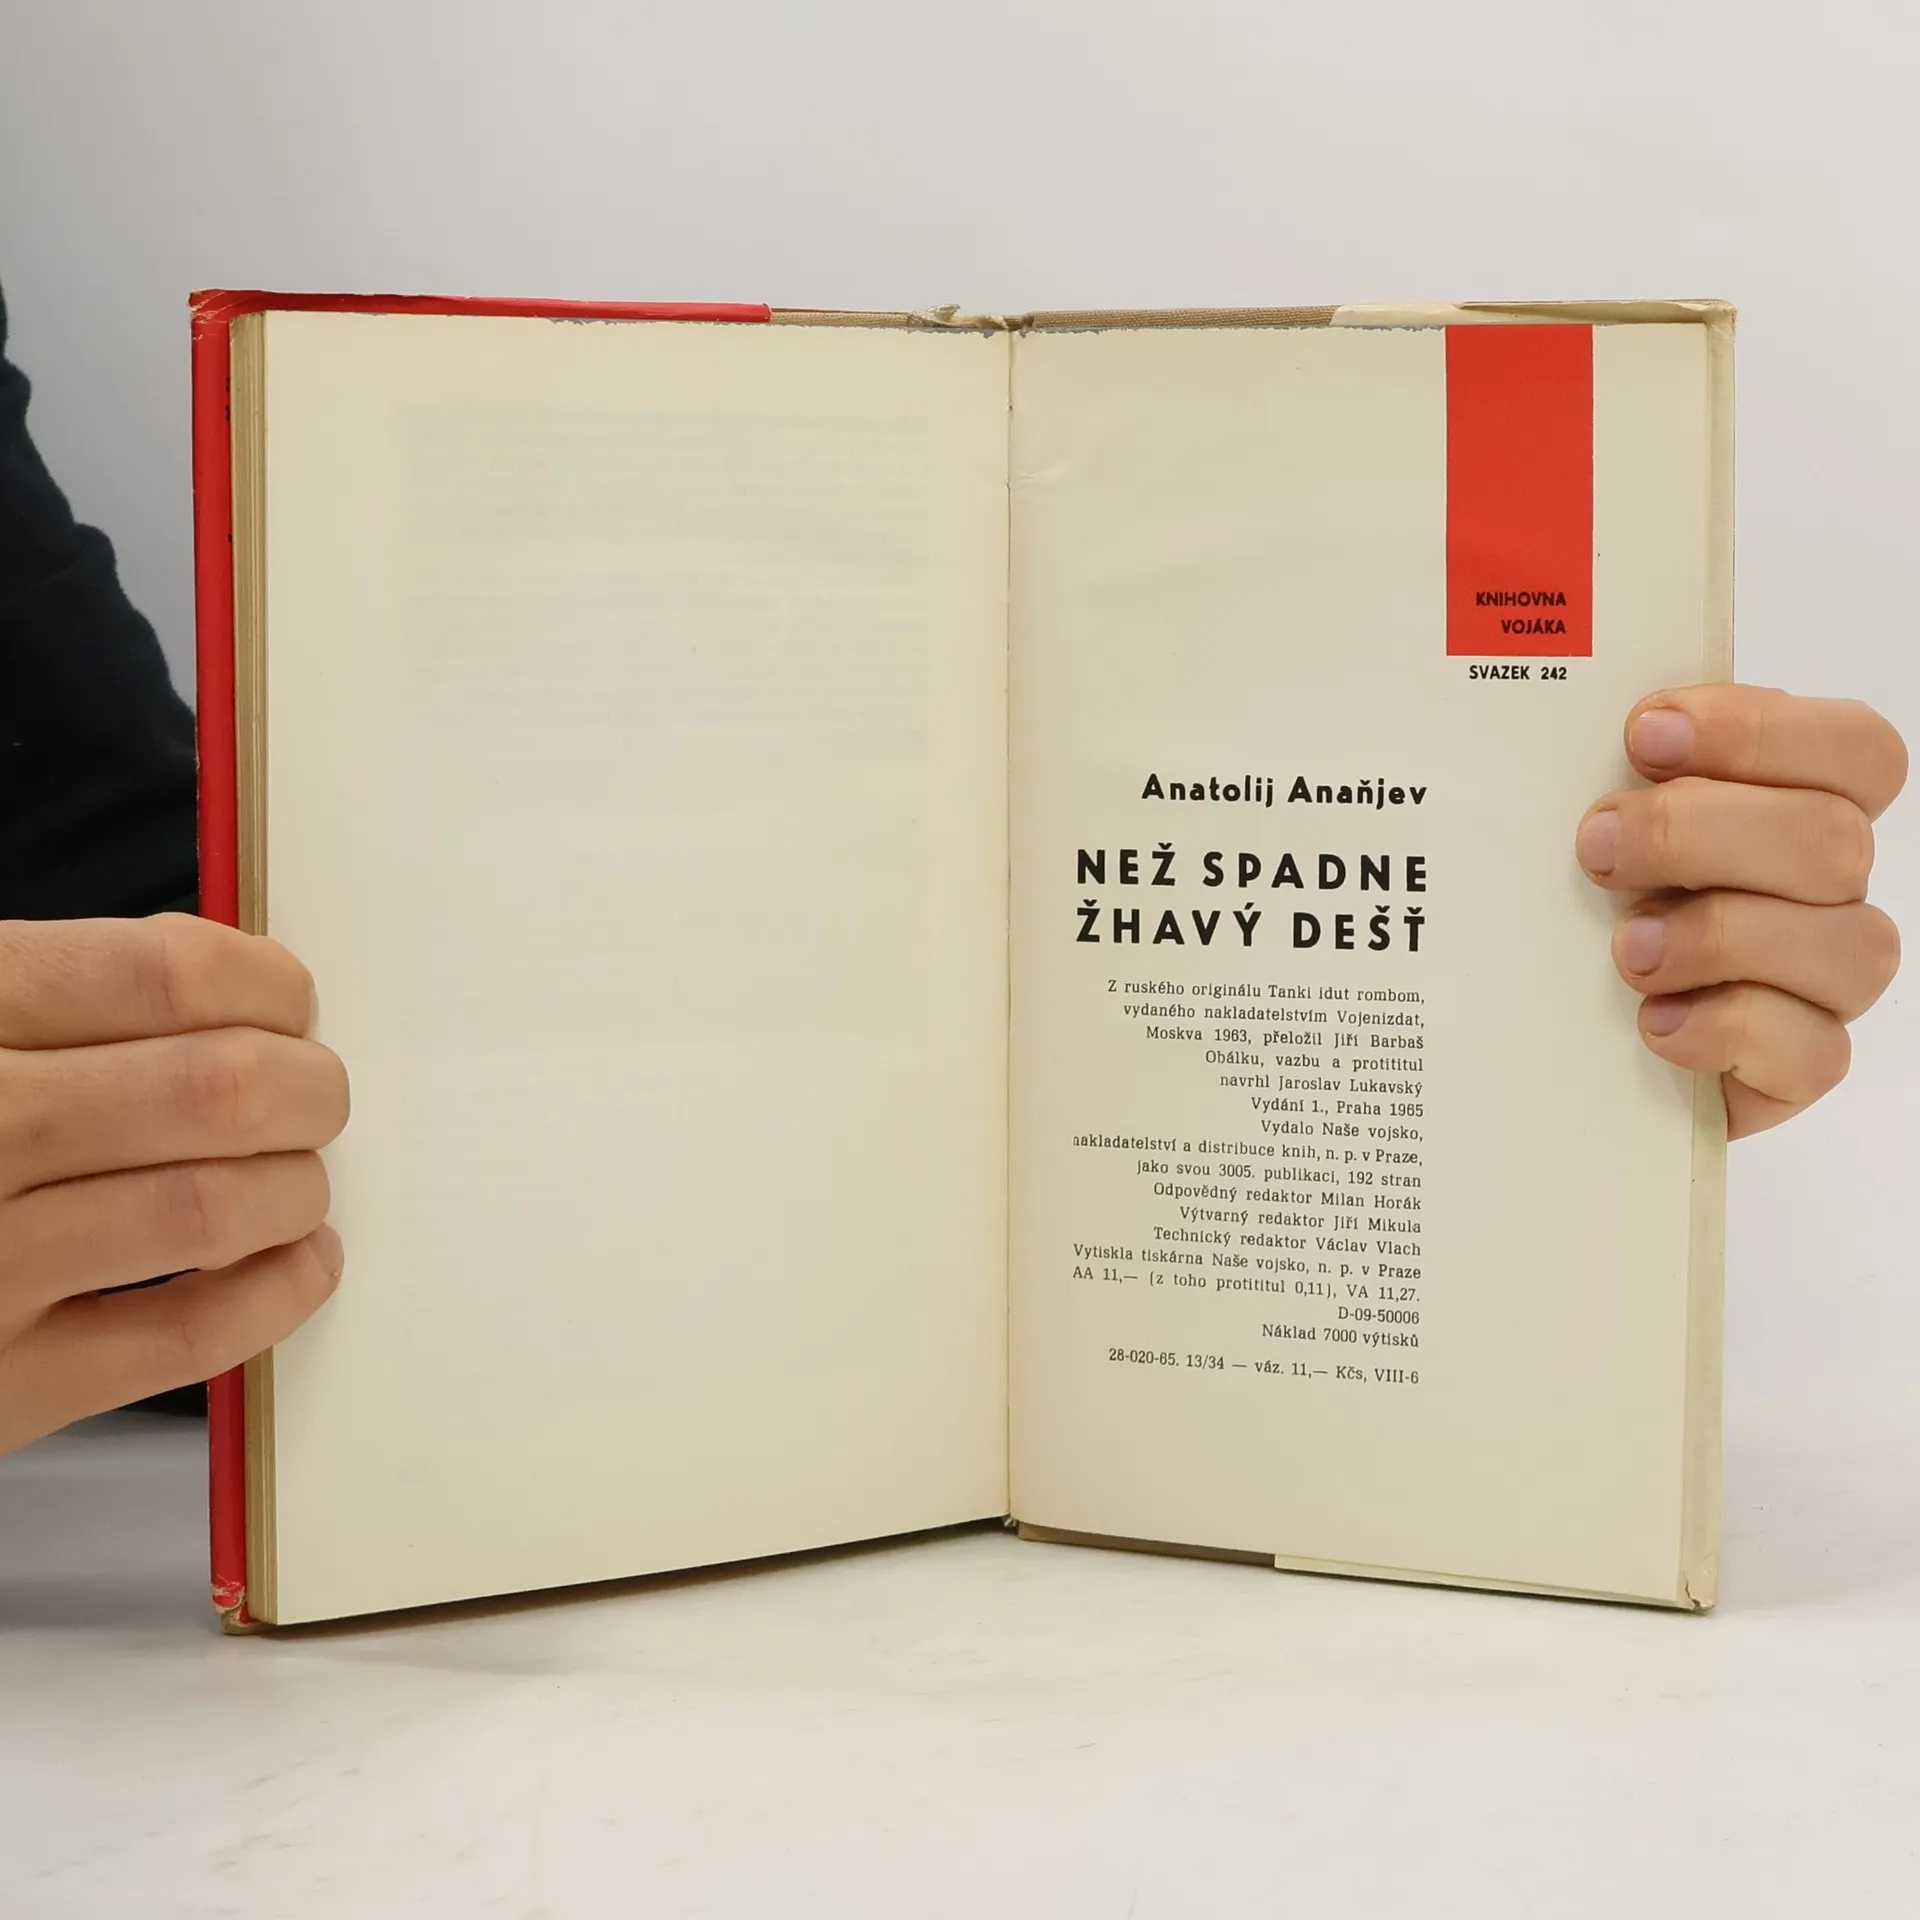 KNIHOVNA
VOJÁKA
SVAZEK 242
Anatolij Anaňjev
NEŽ SPADNE
ŽHAVÝ DEŠŤ
Z ruského originálu Tanki idut rombom,
vydaného nakladatelstvím Vojenizdat,
Moskva 1963, přeložil Jiří Barbaš
Obálku, vazbu a protititul
navrhl Jaroslav Lukavský
Vydání 1., Praha 1965
Vydalo Naše vojsko,
nakladatelství a distribuce knih, n. p. v Praze,
jako svou 3005. publikaci, 192 stran
Odpovědný redaktor Milan Horák
Výtvarný redaktor Jiří Mikula
Technický redaktor Václav Vlach
Vytiskla tiskárna Naše vojsko, n. p. v Praze
AA 11,— (z toho protititul 0,11), VA 11,27.
D-09-50006
Náklad 7000 výtisků
28-020-65. 13/34 — váz. 11,— Kčs, VIII-6